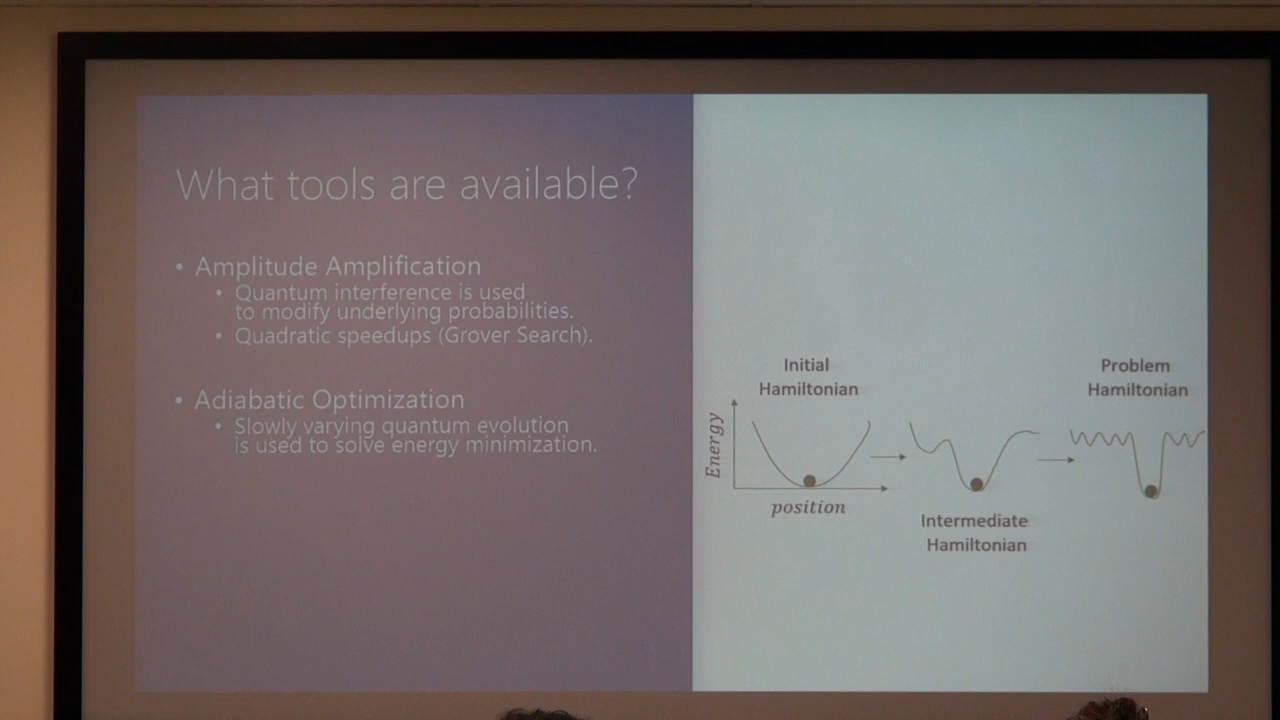 What tools are available?
• Amplitude Amplification
• Quantum interference is used
to modify underlying probabilities.
• Quadratic speedups (Grover Search).
• Adiabatic Optimization
• Slowly varying quantum evolution
is used to solve energy minimization.
Initial
Hamiltonian
Energy
position
Intermediate
Hamiltonian
Problem
Hamiltonian